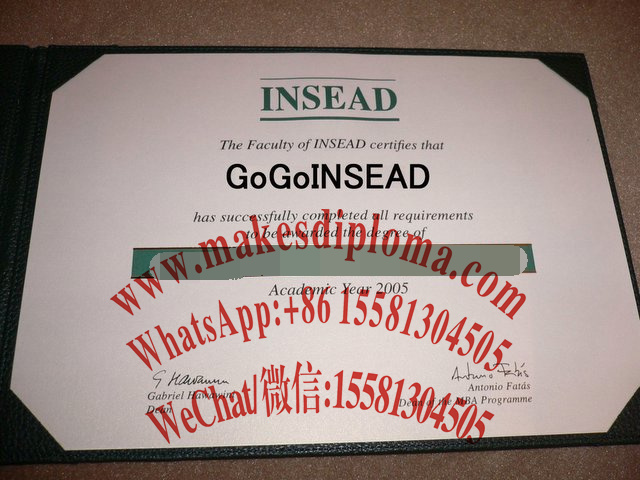 INSEAD
The Faculty of INSEAD certifies that
GoGoINSEAD
has successfully completed all requirements
to be awarded the degree of
www.makesdiploma.com
Academic Year 2005
WhatsApp:+86 15581304505
Gabriel Hawawini
Dean
Antonio Fatás
Antonio Fatás
Dean of the MBA Programme
WeChat/微信:15581304505